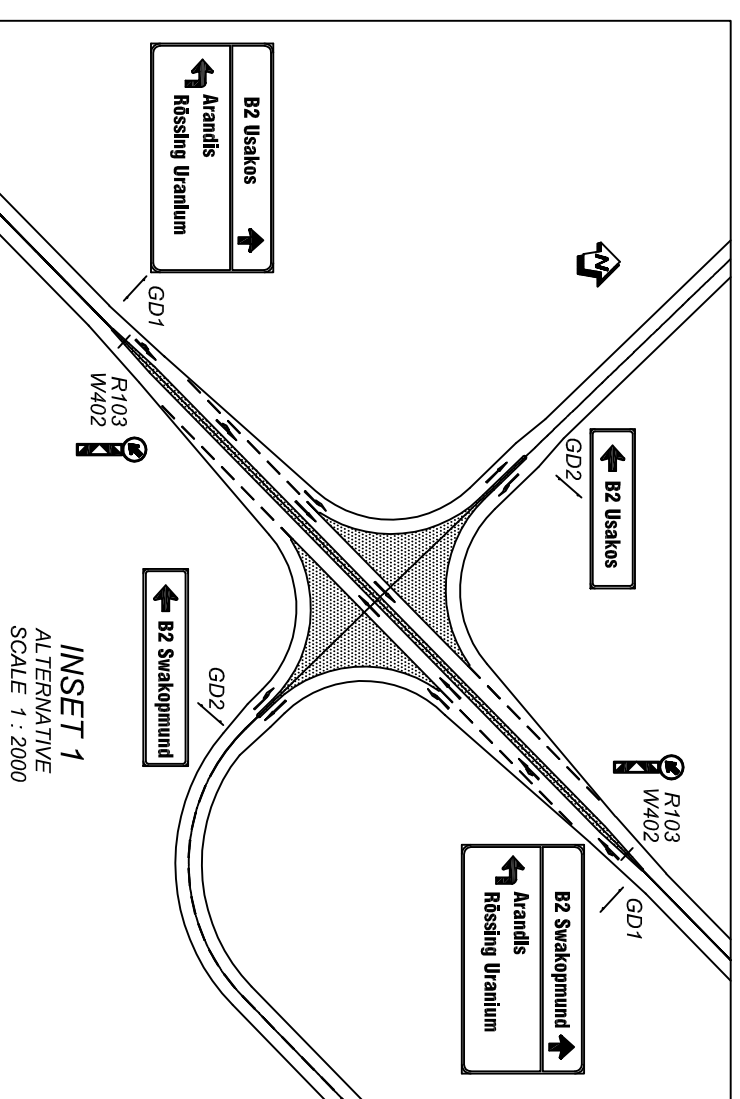 B2 Usakos
Arandis
Rössing Uranium
GD1
R103
W402
N
B2 Usakos
GD2
B2 Swakopmund
GD2
R103
W402
GD1
B2 Swakopmund
Arandis
Rössing Uranium
INSET 1
ALTERNATIVE
SCALE 1 : 2000